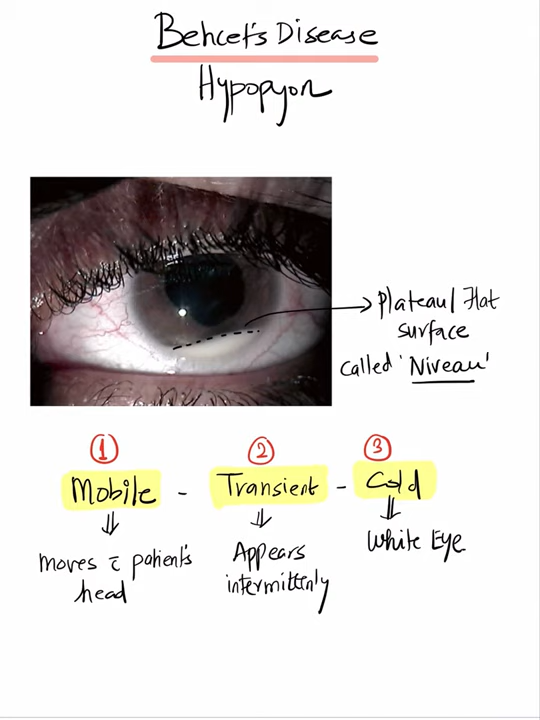 Behcet's Disease
Hypopyon
Plateau/ Flat
surface
called 'Niveau'
1
2
3
Mobile - Transient - Cold
moves c̄ patient's
head
Appears
intermittenly
White Eye